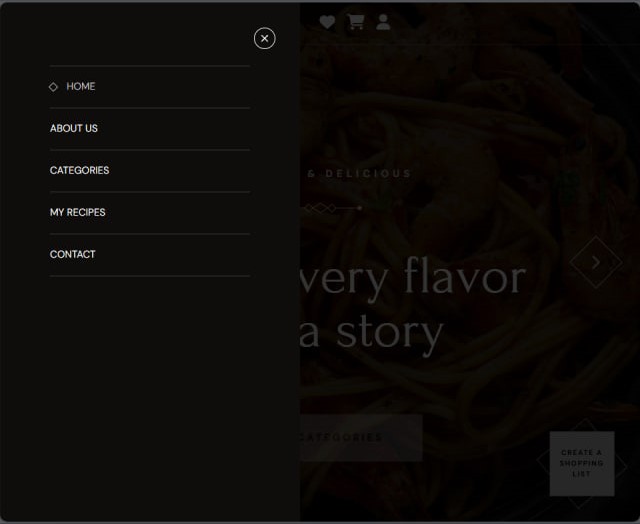 HOME
ABOUT US
CATEGORIES
MY RECIPES
CONTACT
& DELICIOUS
very flavor
a story
CATEGORIES
CREATE A
SHOPPING
LIST